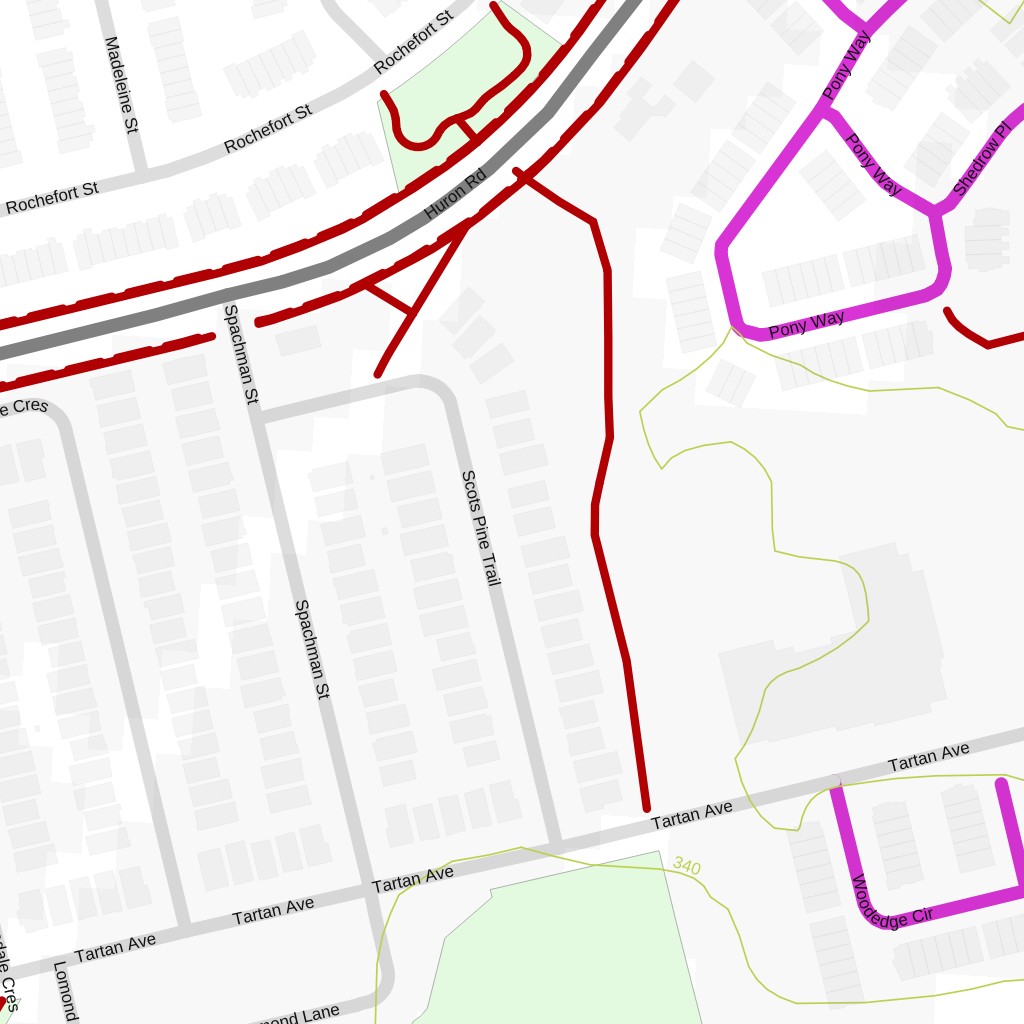 Madeleine St
Rochefort St
Rochefort St
Rochefort St
Huron Rd
Pony Way
Pony Way
Shedrow Pl
Pony Way
Spachman St
e Cres
Scots Pine Trail
Spachman St
Tartan Ave
Tartan Ave
340
Tartan Ave
Woodedge Cir
Tartan Ave
Tartan Ave
dale Cres
Lomond
mond Lane